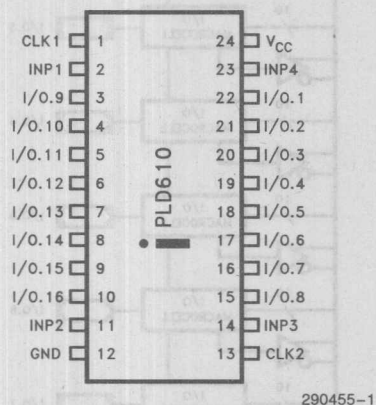 CLK1 1 24 VCC
INP1 2 23 INP4
I/O.9 3 22 I/O.1
I/O.10 4 21 I/O.2
I/O.11 5 20 I/O.3
I/O.12 6 19 I/O.4
I/O.13 7 18 I/O.5
I/O.14 8 17 I/O.6
I/O.15 9 16 I/O.7
I/O.16 10 15 I/O.8
INP2 11 14 INP3
GND 12 13 CLK2
PLD610
290455-1